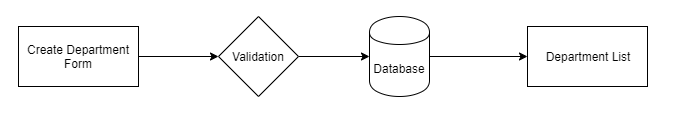 Create Department
Form
Validation
Database
Department List